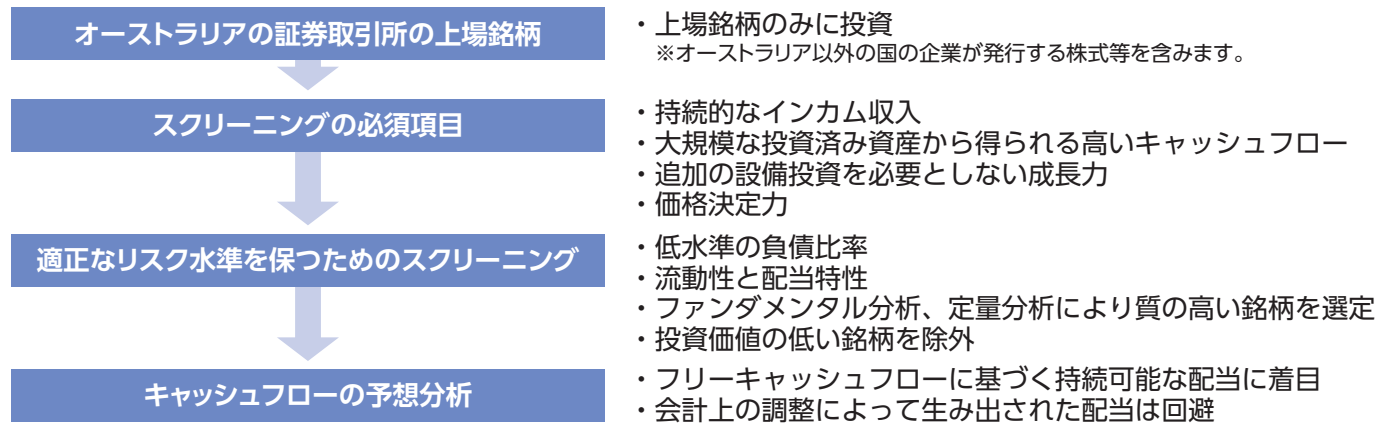 オーストラリアの証券取引所の上場銘柄
・上場銘柄のみに投資
※オーストラリア以外の国の企業が発行する株式等を含みます。
スクリーニングの必須項目
・持続的なインカム収入
・大規模な投資済み資産から得られる高いキャッシュフロー
・追加の設備投資を必要としない成長力
・価格決定力
適正なリスク水準を保つためのスクリーニング
・低水準の負債比率
・流動性と配当特性
・ファンダメンタル分析、定量分析により質の高い銘柄を選定
・投資価値の低い銘柄を除外
キャッシュフローの予想分析
・フリーキャッシュフローに基づく持続可能な配当に着目
・会計上の調整によって生み出された配当は回避